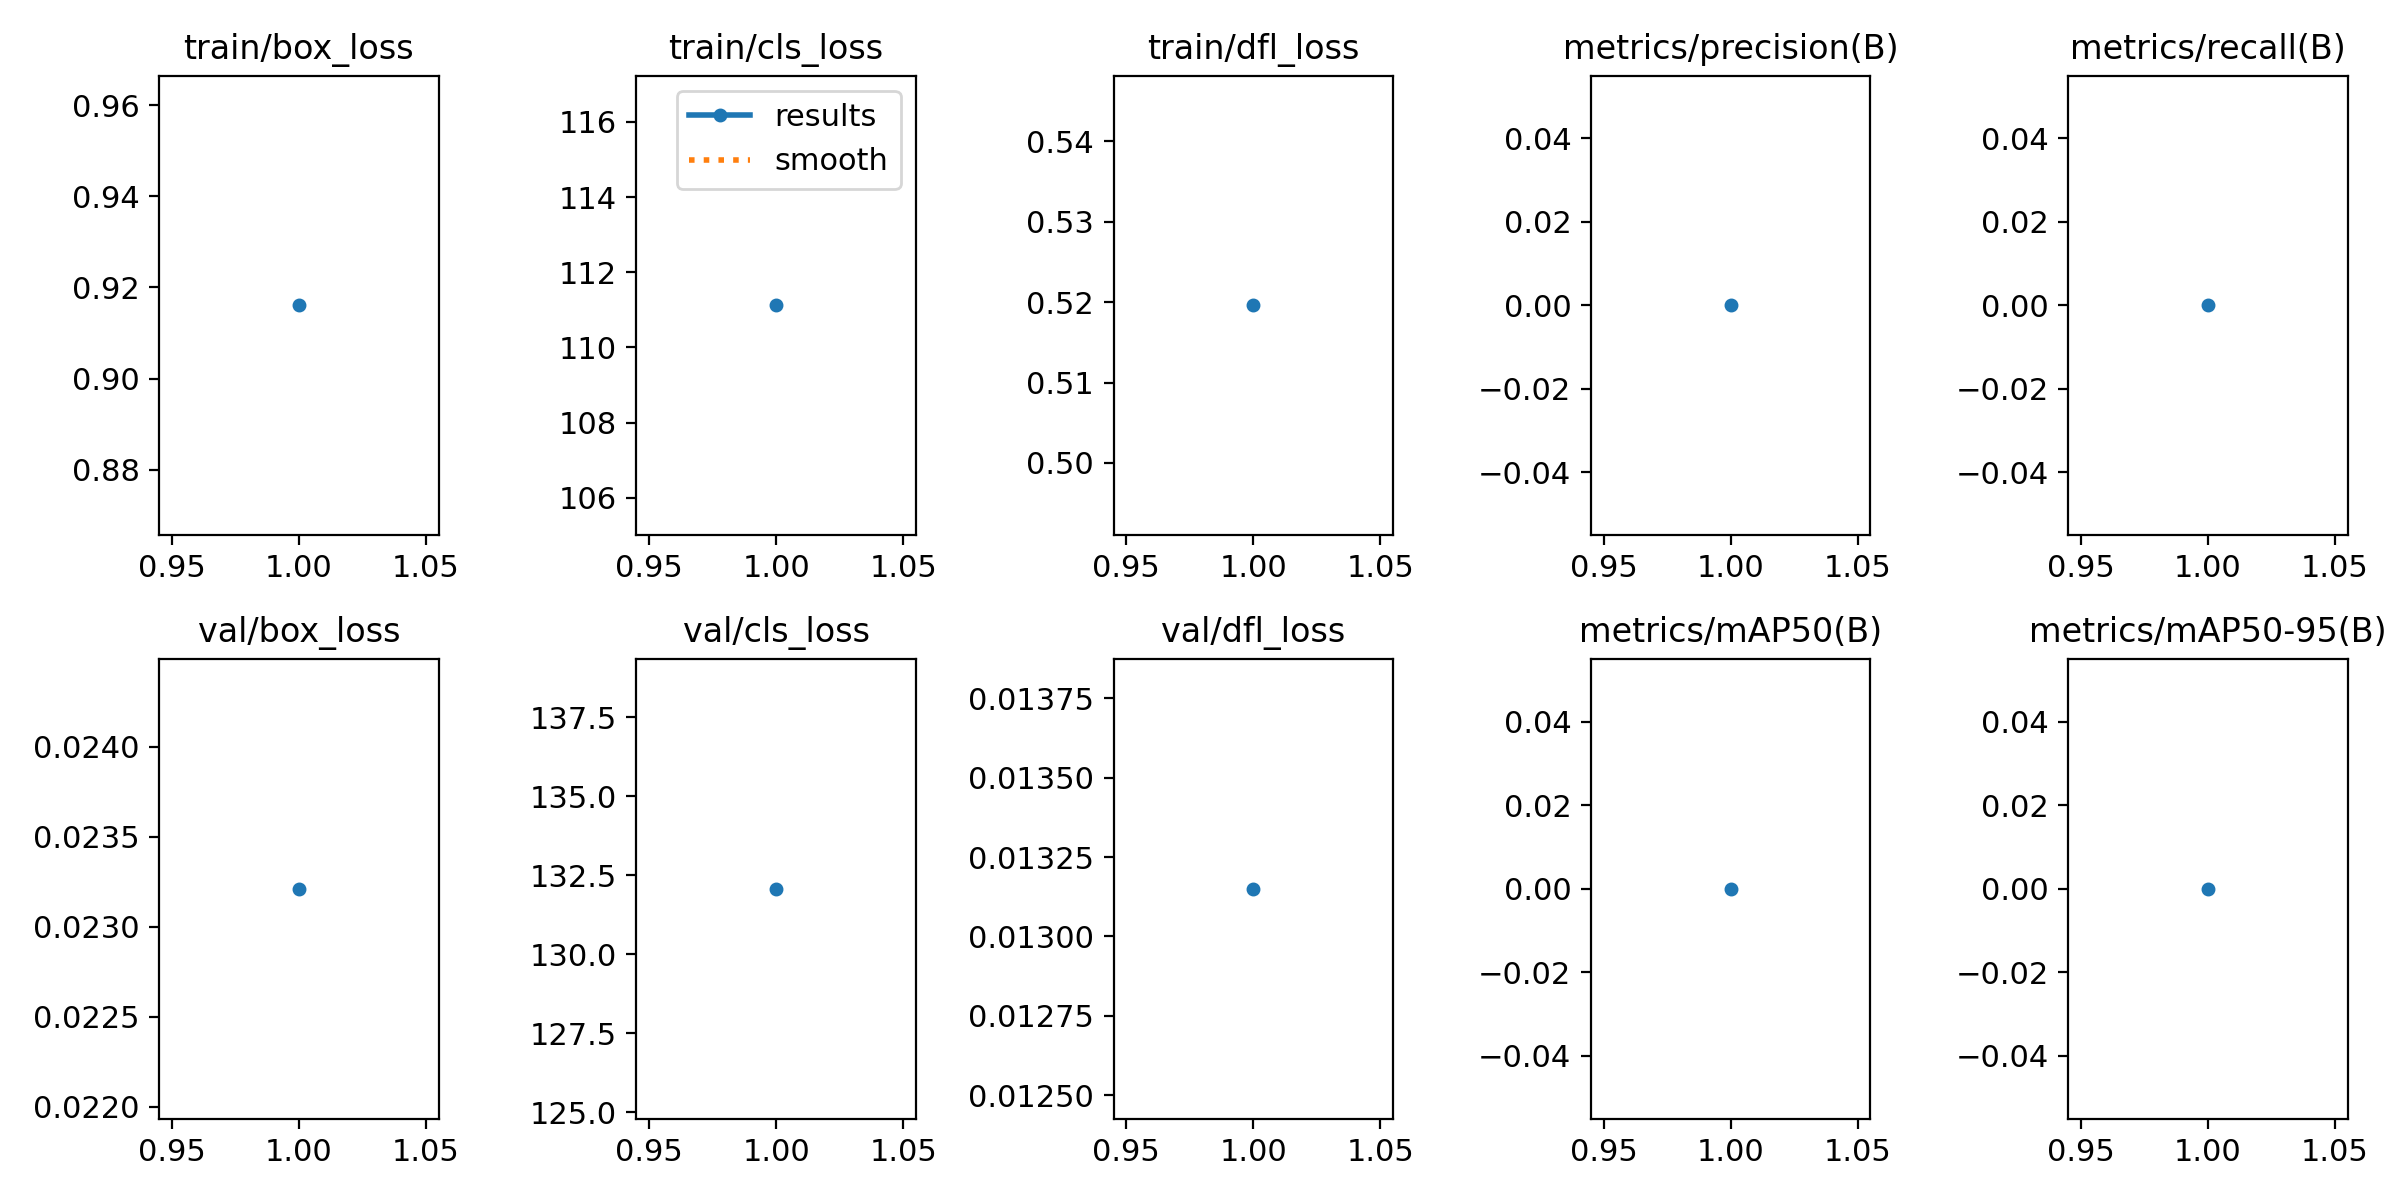 train/box_loss
0.96
0.94
0.92
0.90
0.88
0.95 1.00 1.05
train/cls_loss
results
smooth
116
114
112
110
108
106
0.95 1.00 1.05
train/dfl_loss
0.54
0.53
0.52
0.51
0.50
0.95 1.00 1.05
metrics/precision(B)
0.04
0.02
0.00
−0.02
−0.04
0.95 1.00 1.05
metrics/recall(B)
0.04
0.02
0.00
−0.02
−0.04
0.95 1.00 1.05
val/box_loss
0.0240
0.0235
0.0230
0.0225
0.0220
0.95 1.00 1.05
val/cls_loss
137.5
135.0
132.5
130.0
127.5
125.0
0.95 1.00 1.05
val/dfl_loss
0.01375
0.01350
0.01325
0.01300
0.01275
0.01250
0.95 1.00 1.05
metrics/mAP50(B)
0.04
0.02
0.00
−0.02
−0.04
0.95 1.00 1.05
metrics/mAP50-95(B)
0.04
0.02
0.00
−0.02
−0.04
0.95 1.00 1.05